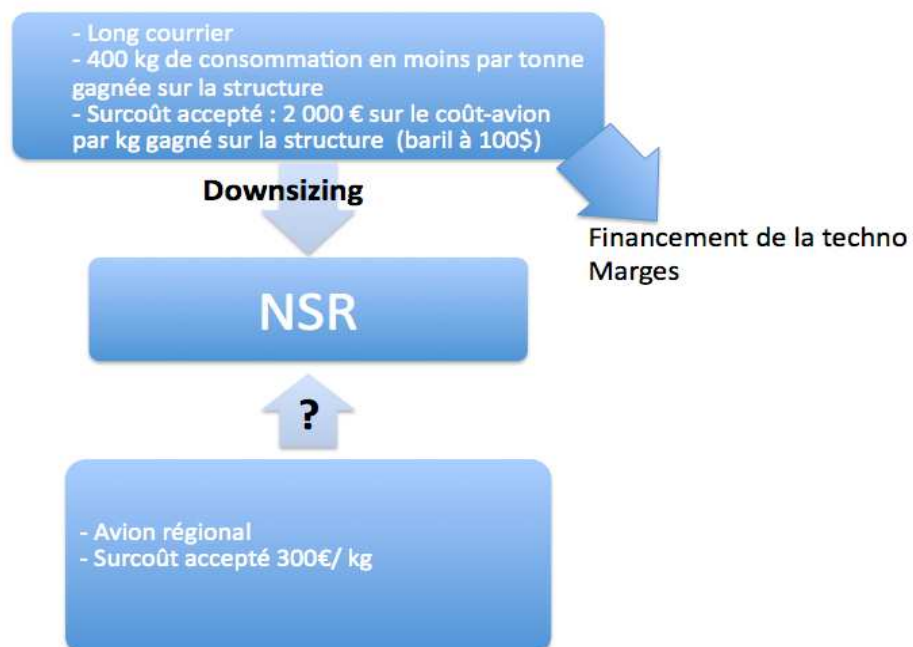 - Long courrier
- 400 kg de consommation en moins par tonne
gagnée sur la structure
- Surcoût accepté : 2 000 € sur le coût-avion
par kg gagné sur la structure (baril à 100$)
Downsizing
Financement de la techno
Marges
NSR
?
- Avion régional
- Surcoût accepté 300€/ kg